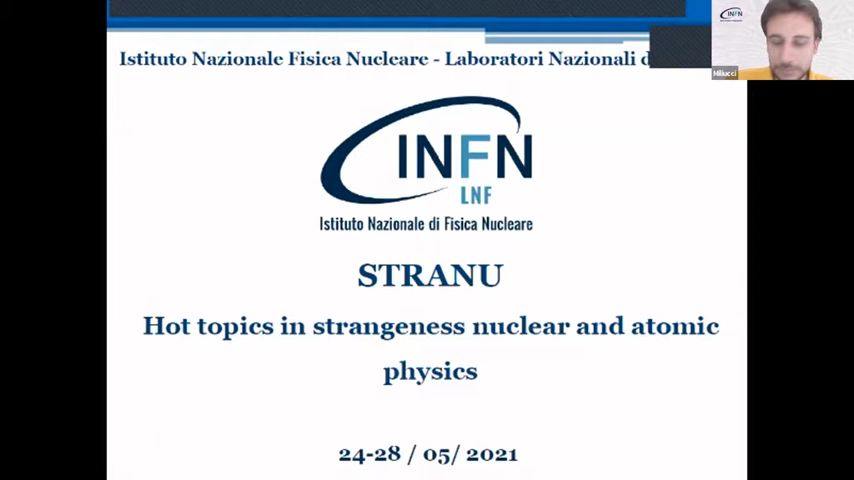 Istituto Nazionale Fisica Nucleare - Laboratori Nazionali d
INFN
Miliucci
INFN
LNF
Istituto Nazionale di Fisica Nucleare
STRANU
Hot topics in strangeness nuclear and atomic
physics
24-28 / 05/ 2021